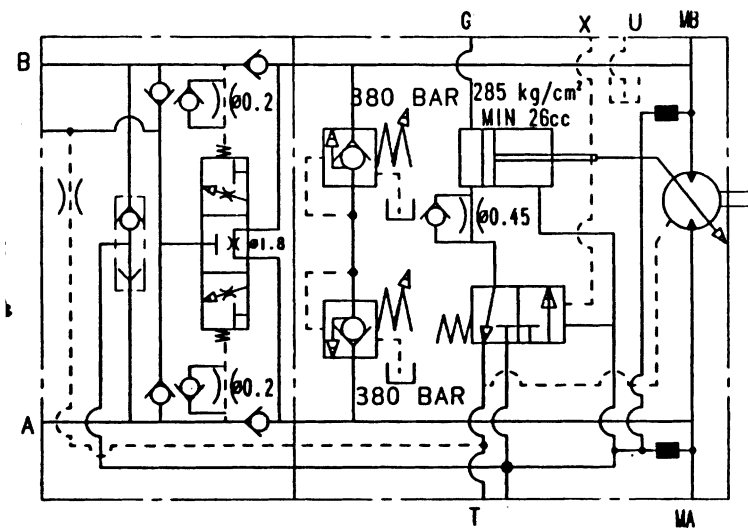 G X U MB
B
380 BAR
285 kg/cm²
MIN 26cc
ø0.2
ø0.45
ø1.8
ø0.2
380 BAR
A
T MA